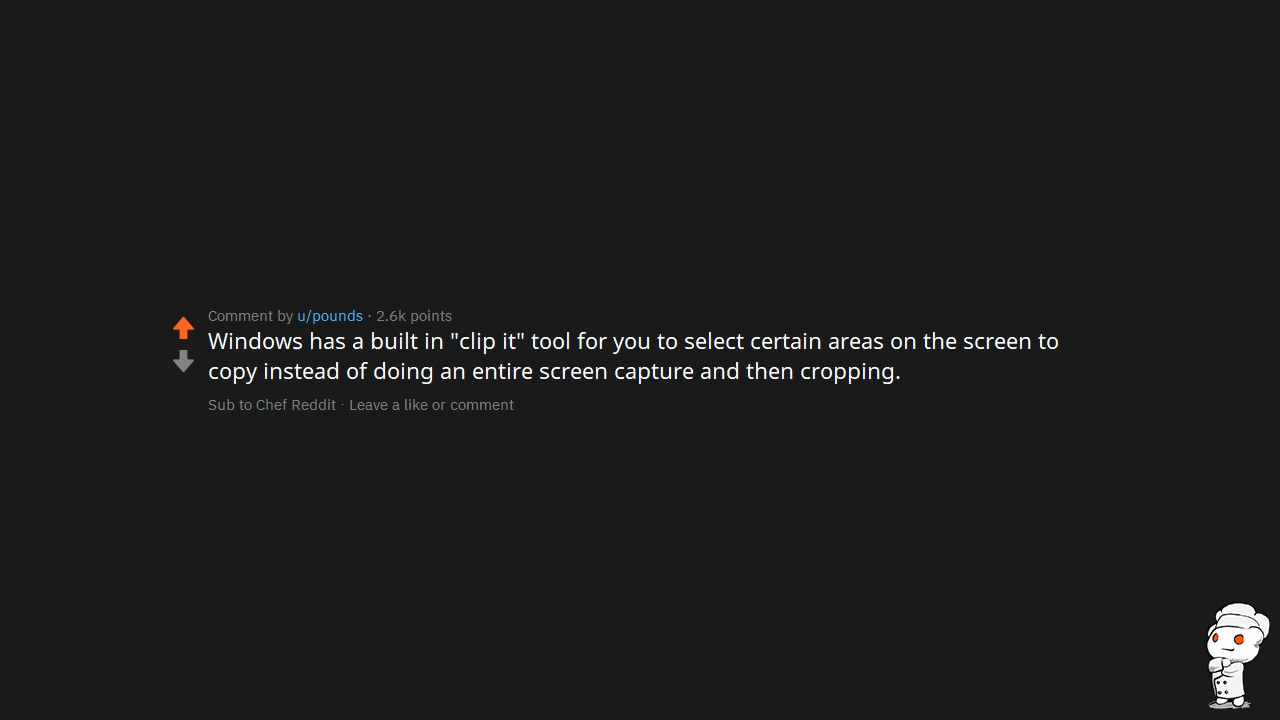 Comment by u/pounds · 2.6k points
Windows has a built in "clip it" tool for you to select certain areas on the screen to
copy instead of doing an entire screen capture and then cropping.
Sub to Chef Reddit · Leave a like or comment